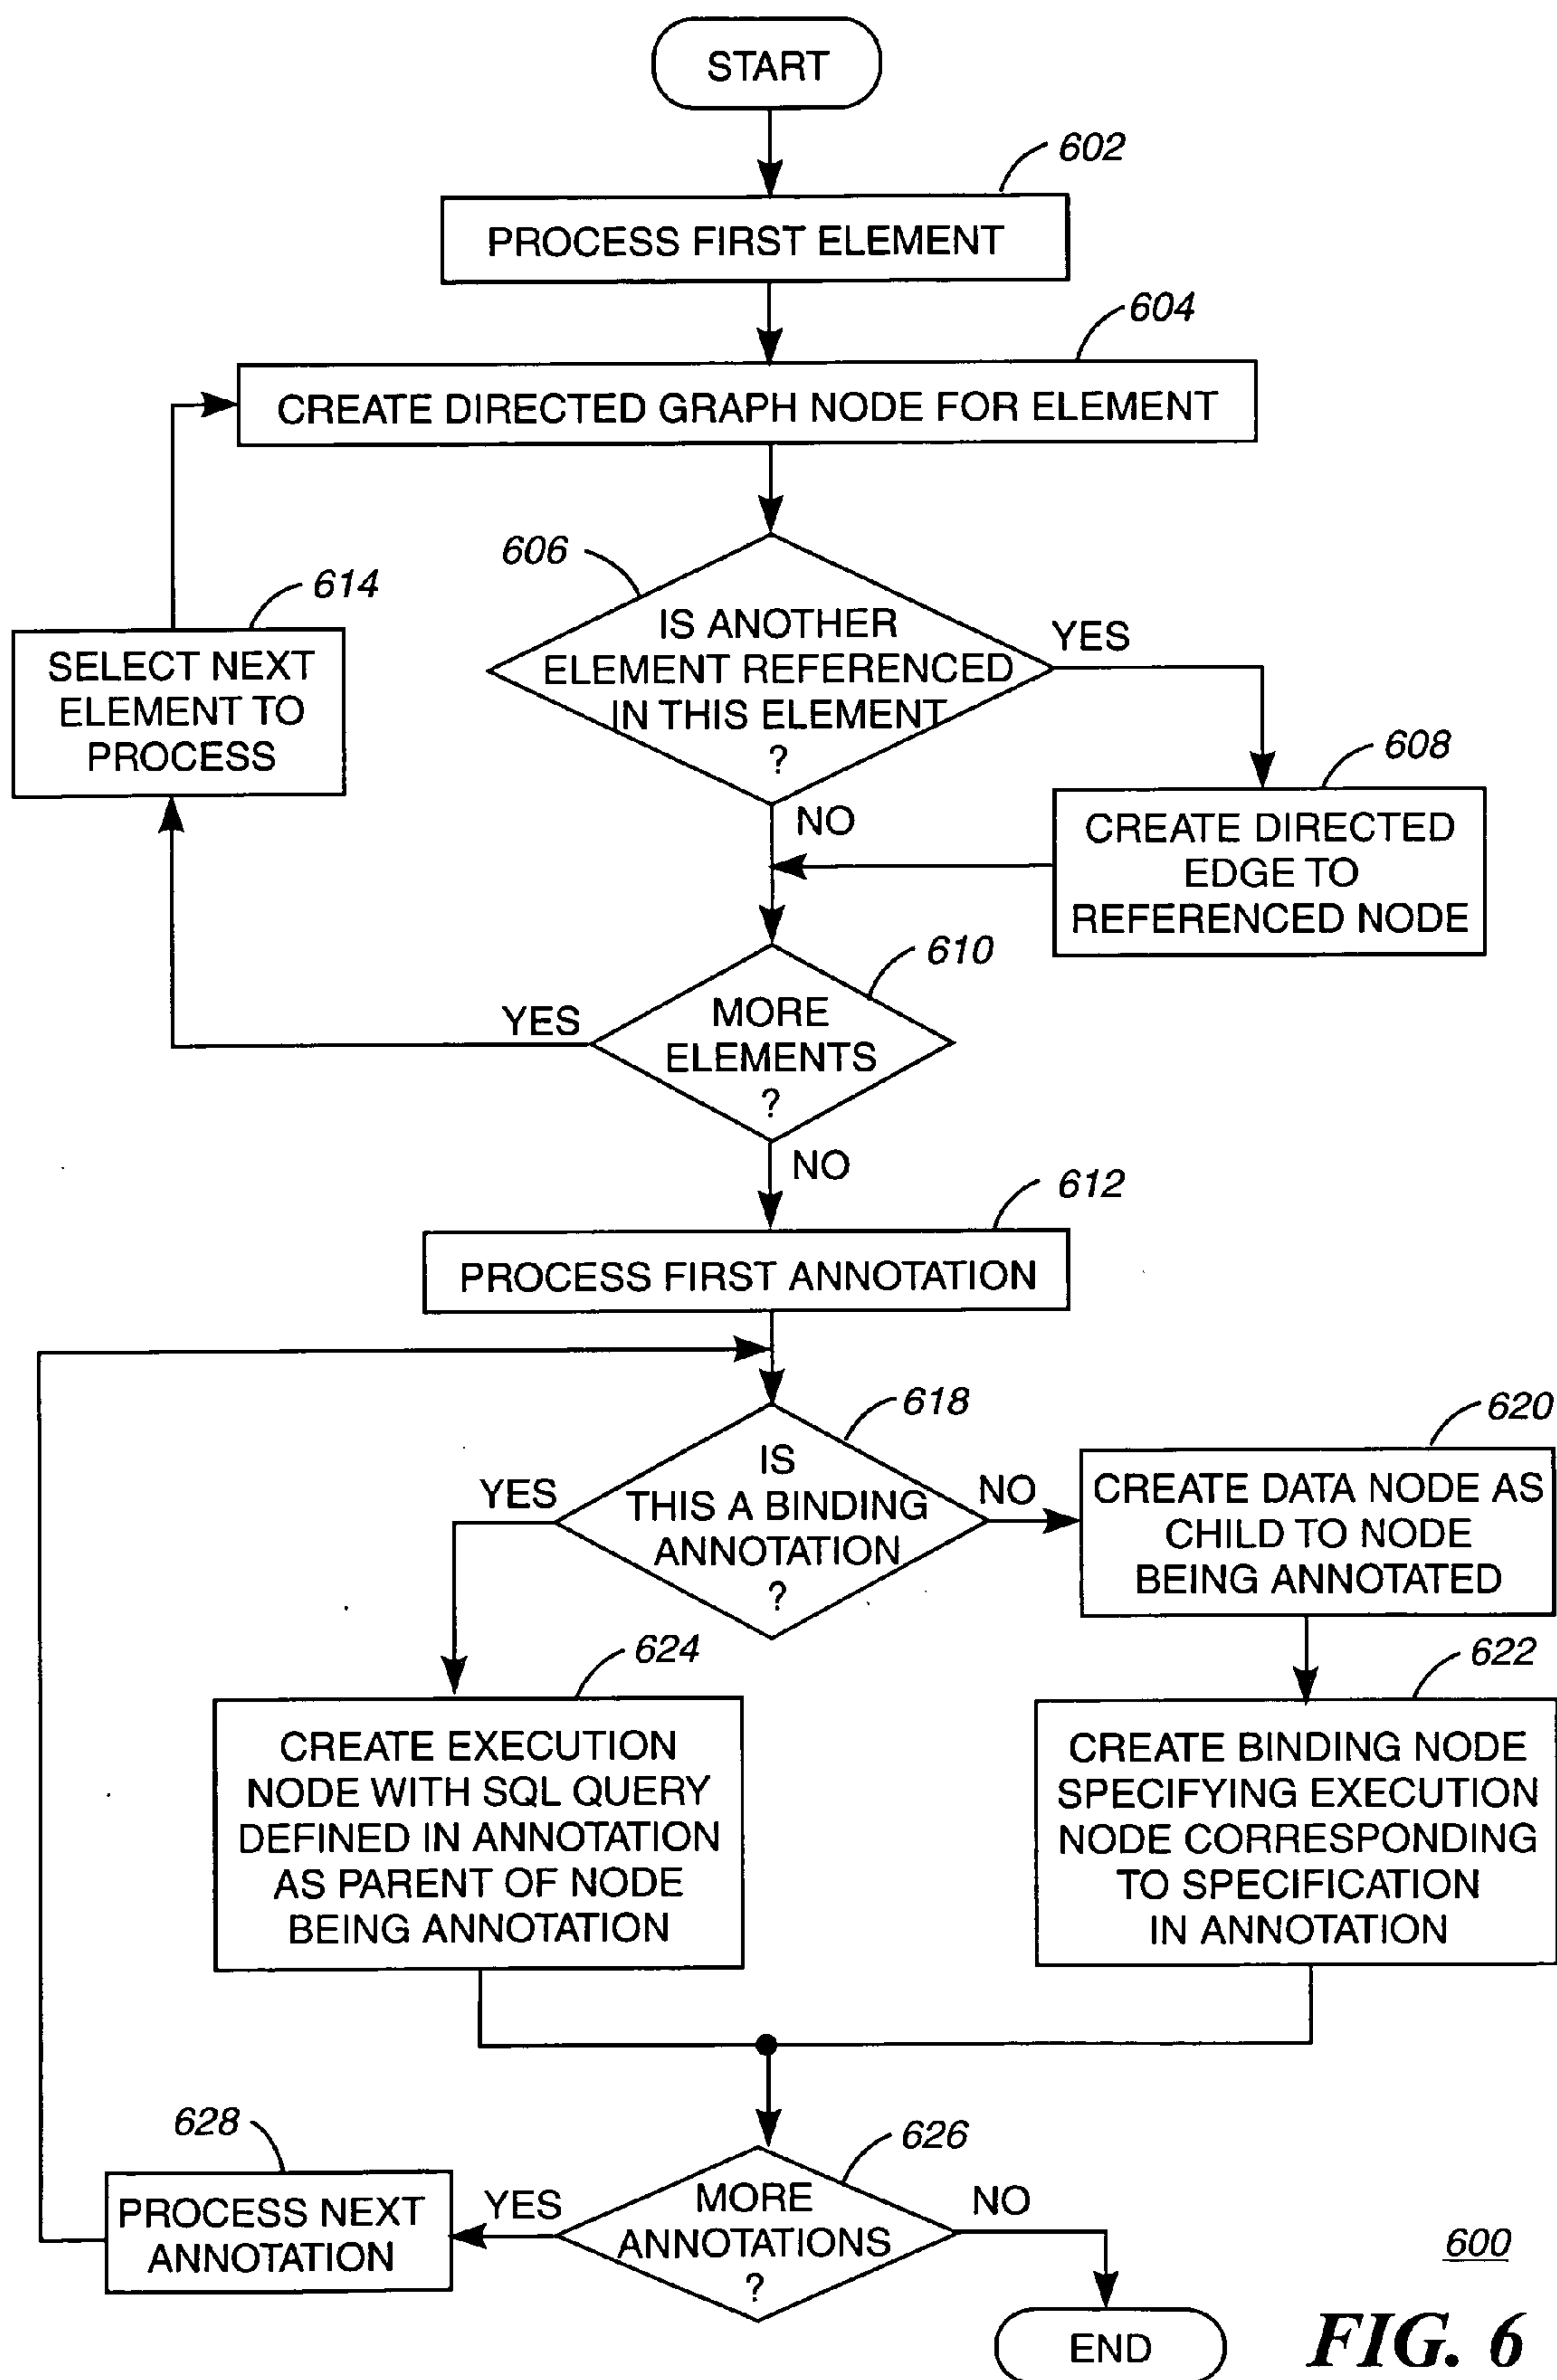 START
602
PROCESS FIRST ELEMENT
604
CREATE DIRECTED GRAPH NODE FOR ELEMENT
606
IS ANOTHER
ELEMENT REFERENCED
IN THIS ELEMENT
?
YES
614
SELECT NEXT
ELEMENT TO
PROCESS
608
CREATE DIRECTED
EDGE TO
REFERENCED NODE
NO
610
MORE
ELEMENTS
?
YES
NO
612
PROCESS FIRST ANNOTATION
618
IS
THIS A BINDING
ANNOTATION
?
YES
NO
620
CREATE DATA NODE AS
CHILD TO NODE
BEING ANNOTATED
624
CREATE EXECUTION
NODE WITH SQL QUERY
DEFINED IN ANNOTATION
AS PARENT OF NODE
BEING ANNOTATION
622
CREATE BINDING NODE
SPECIFYING EXECUTION
NODE CORRESPONDING
TO SPECIFICATION
IN ANNOTATION
628
PROCESS NEXT
ANNOTATION
YES
626
MORE
ANNOTATIONS
?
NO
END
600
FIG. 6